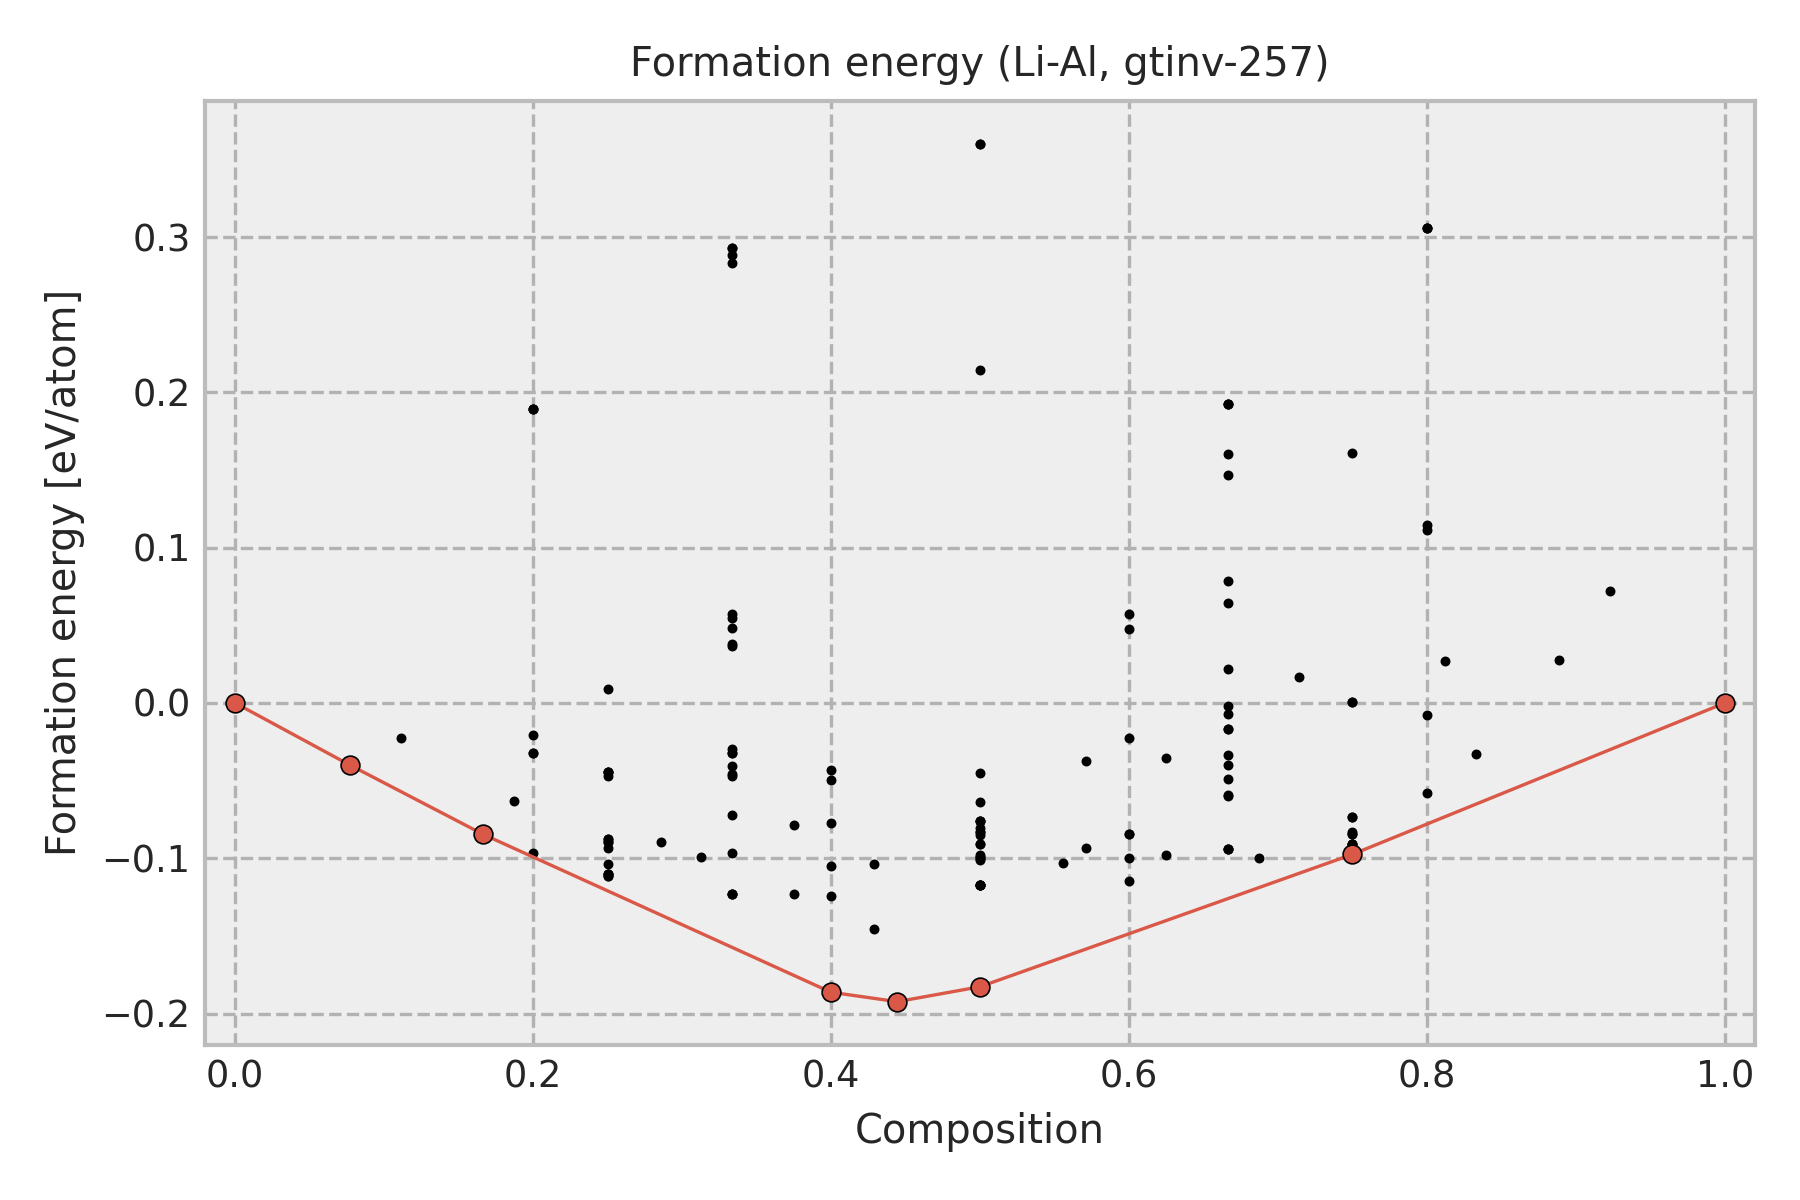 Formation energy (Li-Al, gtinv-257)
Formation energy [eV/atom]
0.3
0.2
0.1
0.0
−0.1
−0.2
0.0 0.2 0.4 0.6 0.8 1.0
Composition